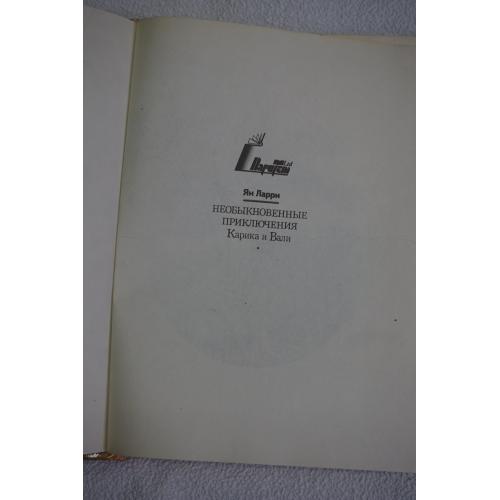 Ян Ларри
НЕОБЫКНОВЕННЫЕ
ПРИКЛЮЧЕНИЯ
Карика и Вали